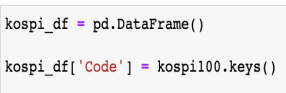 kospi_df = pd.DataFrame()
kospi_df['Code'] = kospi100.keys()